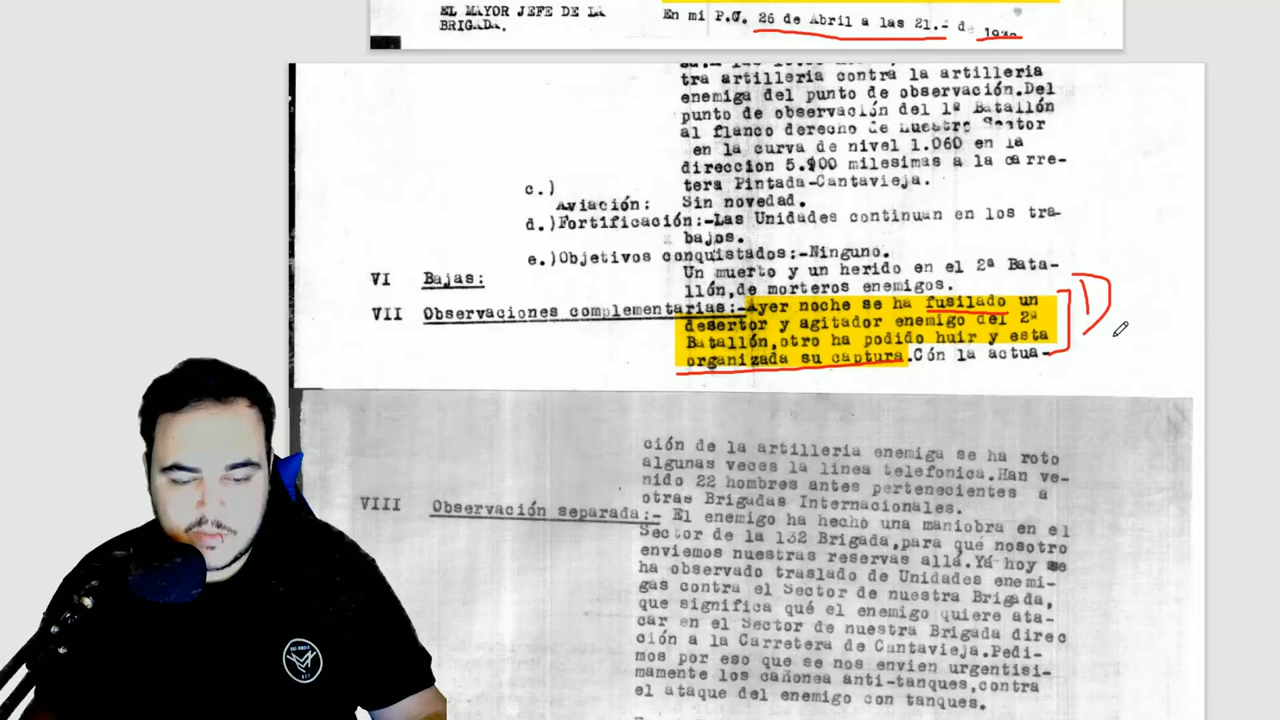 EL MAYOR JEFE DE LA
BRIGADA.
En mi P.C. 26 de Abril a las 21.- de
tra artilleria contra la artilleria
enemiga del punto de observación.Del
punto de observación del 1º Batallón
al flanco derecho de nuestro Sector
en la curva de nivel 1.060 en la
direccion 5.900 milesimas a la carre-
tera Pintada-Cantavieja.
c.)
Aviación: Sin novedad.
d.)Fortificación:-Las Unidades continuan en los tra-
bajos.
e.)Objetivos conquistados:-Ninguno.
VI Bajas: Un muerto y un herido en el 2ª Bata-
llón,de morteros enemigos.
VII Observaciones complementarias:-Ayer noche se ha fusilado un
desertor y agitador enemigo del 2ª
Batallón,otro ha podido huir y esta
organizada su captura.Cón la actua-
ción de la artilleria enemiga se ha roto
algunas veces la linea telefonica.Han ve-
nido 22 hombres antes pertenecientes a
otras Brigadas Internacionales.
VIII Observación separada:- El enemigo ha hecho una maniobra en el
Sector de la 132 Brigada,para qué nosotro
enviemos nuestras reservas allá.Yá hoy se
ha observado traslado de Unidades enemi-
gas contra el Sector de nuestra Brigada,
que significa qué el enemigo quiere ata-
car en el Sector de nuestra Brigada direc
ción a la Carretera de Cantavieja.Pedi-
mos por eso que se nos envien urgentisi-
mamente los cañonea anti-tanques,contra
el ataque del enemigo con tanques.